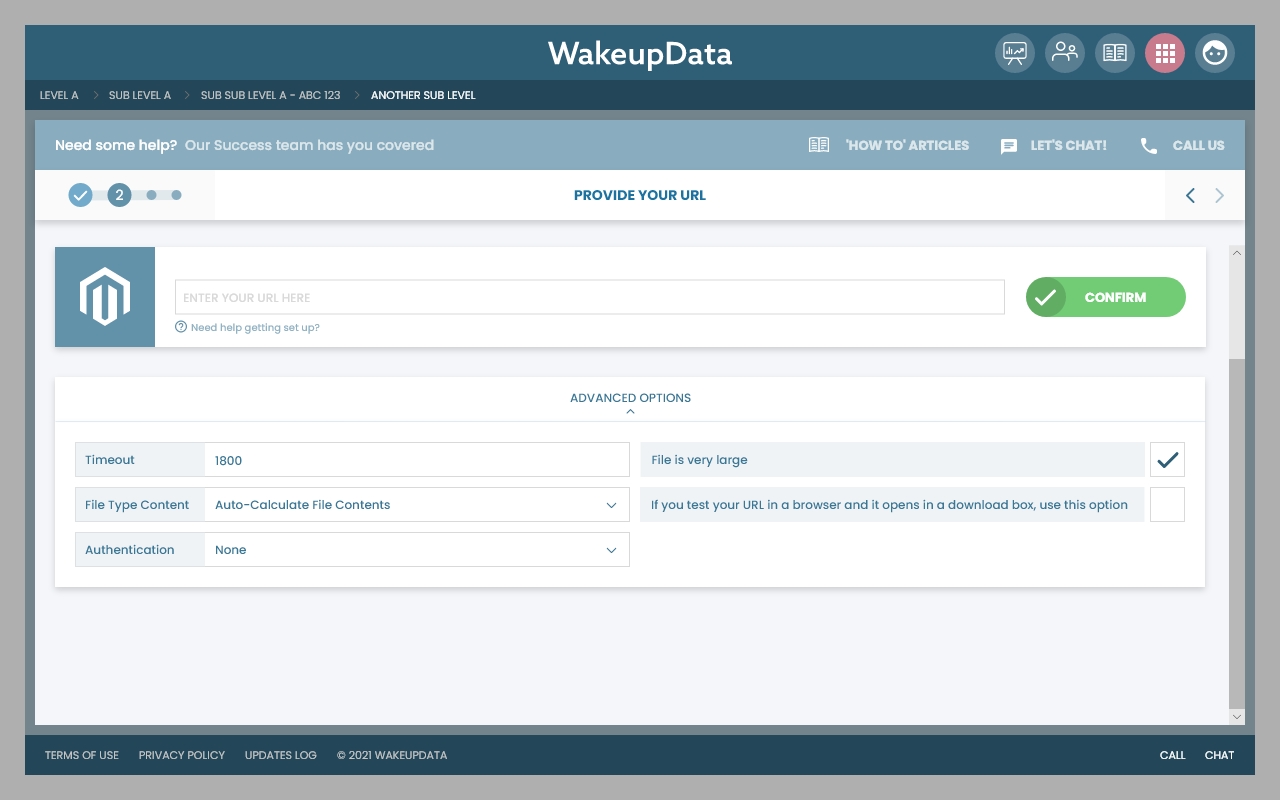 WakeupData
LEVEL A SUB LEVEL A SUB SUB LEVEL A - ABC 123 ANOTHER SUB LEVEL
Need some help? Our Success team has you covered 'HOW TO' ARTICLES LET'S CHAT! CALL US
2 PROVIDE YOUR URL
ENTER YOUR URL HERE CONFIRM
Need help getting set up?
ADVANCED OPTIONS
Timeout 1800 File is very large
File Type Content Auto-Calculate File Contents If you test your URL in a browser and it opens in a download box, use this option
Authentication None
TERMS OF USE PRIVACY POLICY UPDATES LOG © 2021 WAKEUPDATA CALL CHAT